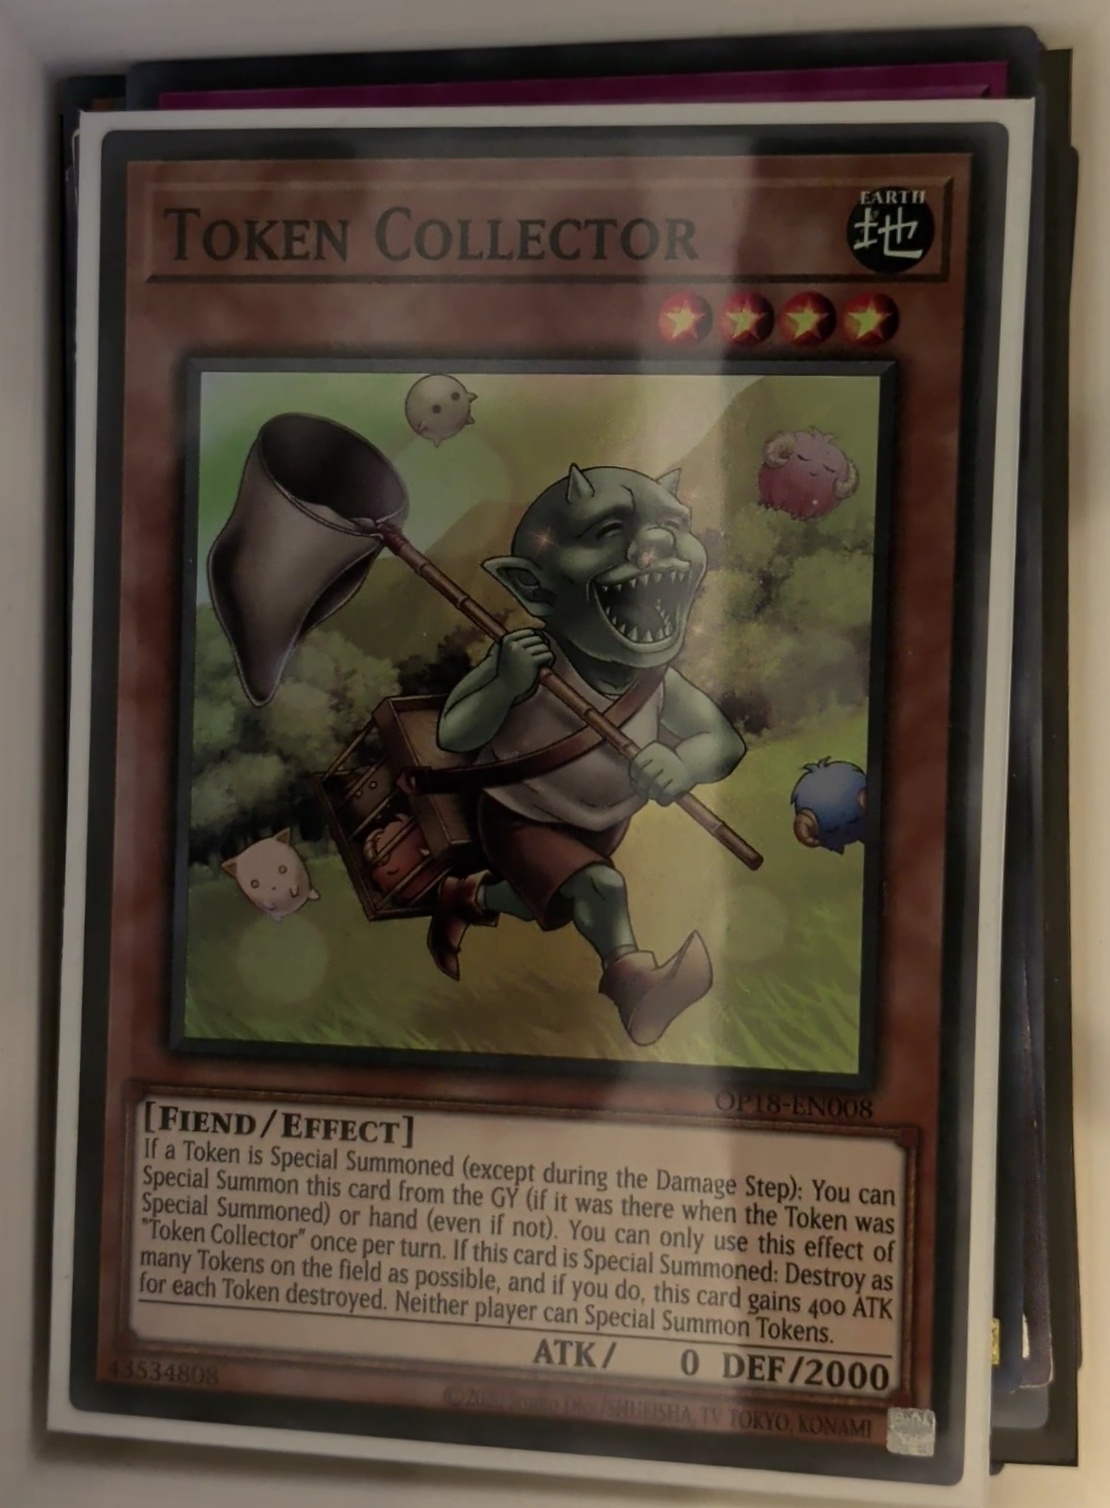 TOKEN COLLECTOR
EARTH
地
OP18-EN008
[FIEND/EFFECT]
If a Token is Special Summoned (except during the Damage Step): You can
Special Summon this card from the GY (if it was there when the Token was
Special Summoned) or hand (even if not). You can only use this effect of
"Token Collector" once per turn. If this card is Special Summoned: Destroy as
many Tokens on the field as possible, and if you do, this card gains 400 ATK
for each Token destroyed. Neither player can Special Summon Tokens.
ATK/ 0 DEF/2000
43534808
©2020 Studio Dice/SHUEISHA, TV TOKYO, KONAMI